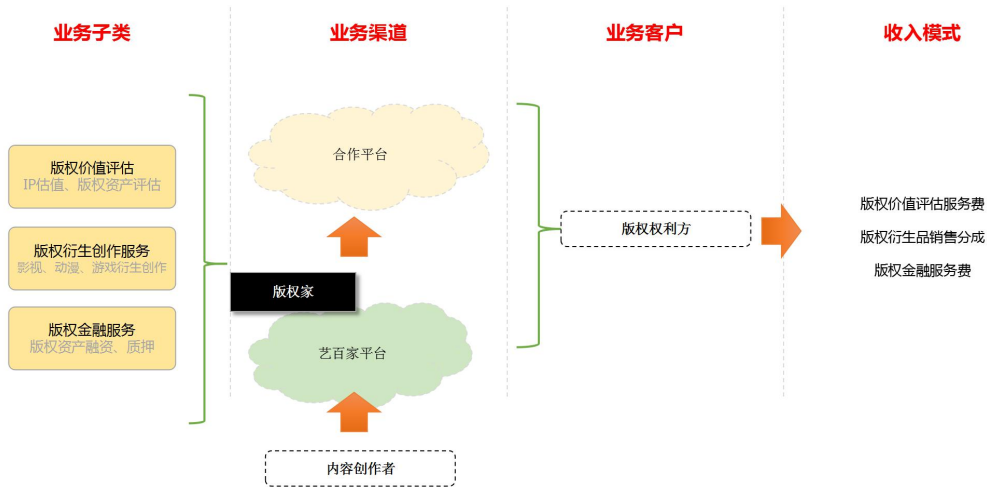 业务子类
业务渠道
业务客户
收入模式
版权价值评估
IP估值、版权资产评估
版权衍生创作服务
影视、动漫、游戏衍生创作
版权金融服务
版权资产融资、质押
合作平台
版权家
艺百家平台
内容创作者
版权权利方
版权价值评估服务费
版权衍生品销售分成
版权金融服务费